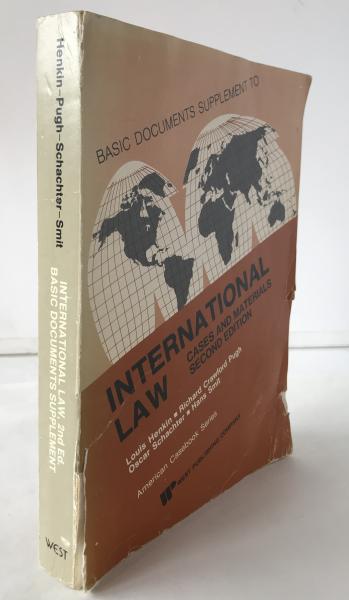 Henkin–Pugh–Schachter–Smit
INTERNATIONAL LAW, 2nd Ed.
BASIC DOCUMENTS SUPPLEMENT
WEST
BASIC DOCUMENTS SUPPLEMENT TO
INTERNATIONAL
LAW
CASES AND MATERIALS
SECOND EDITION
Louis Henkin ▪ Richard Crawford Pugh
Oscar Schachter ▪ Hans Smit
American Casebook Series
WEST PUBLISHING COMPANY